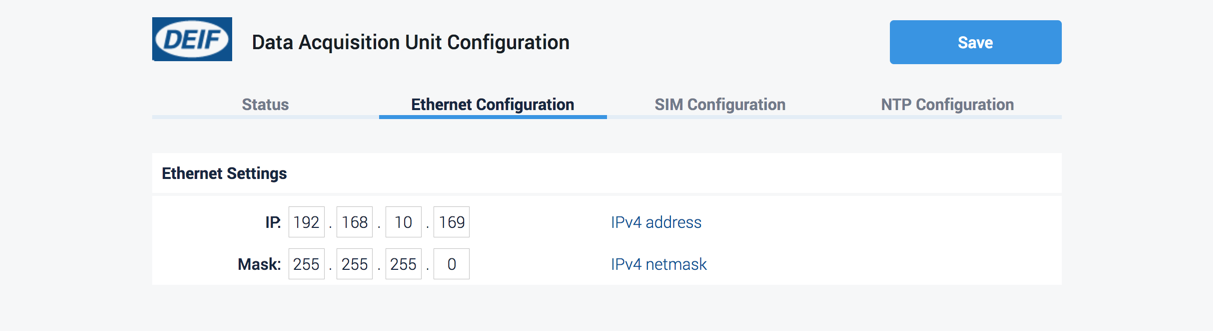 DEIF Data Acquisition Unit Configuration Save
Status Ethernet Configuration SIM Configuration NTP Configuration
Ethernet Settings
IP: 192 . 168 . 10 . 169 IPv4 address
Mask: 255 . 255 . 255 . 0 IPv4 netmask